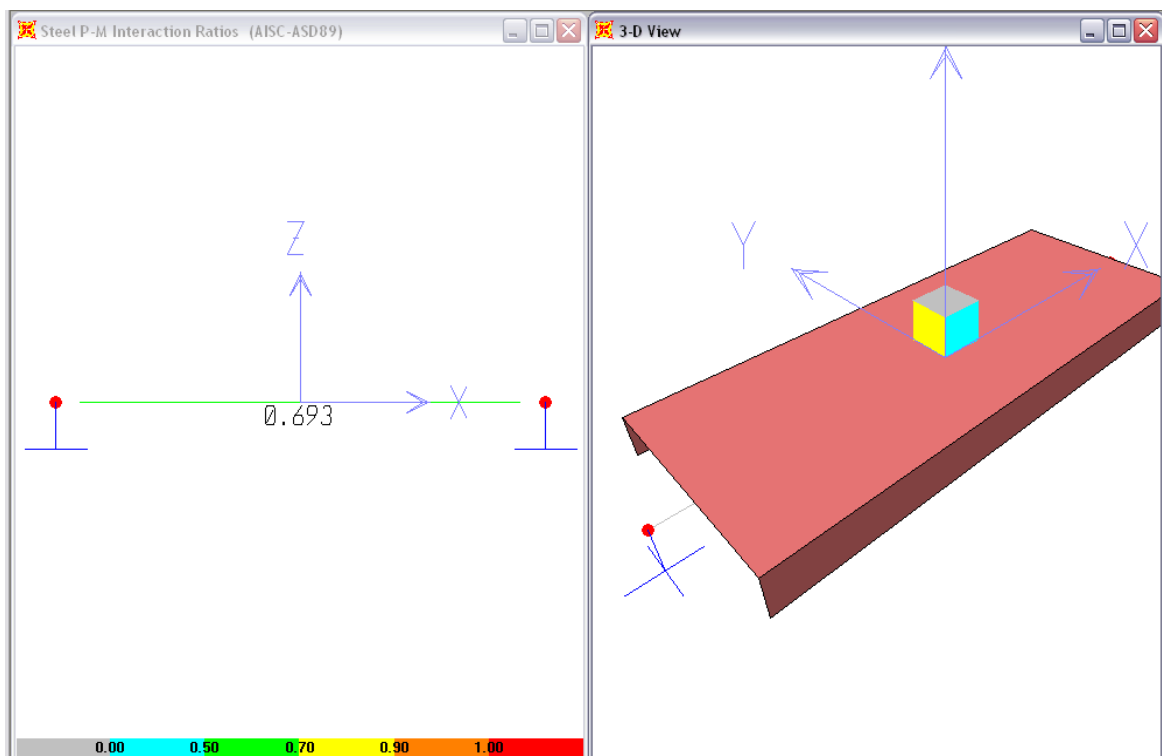 Steel P-M Interaction Ratios (AISC-ASD89)
Z
X
0.693
0.00 0.50 0.70 0.90 1.00
3-D View
Y
X